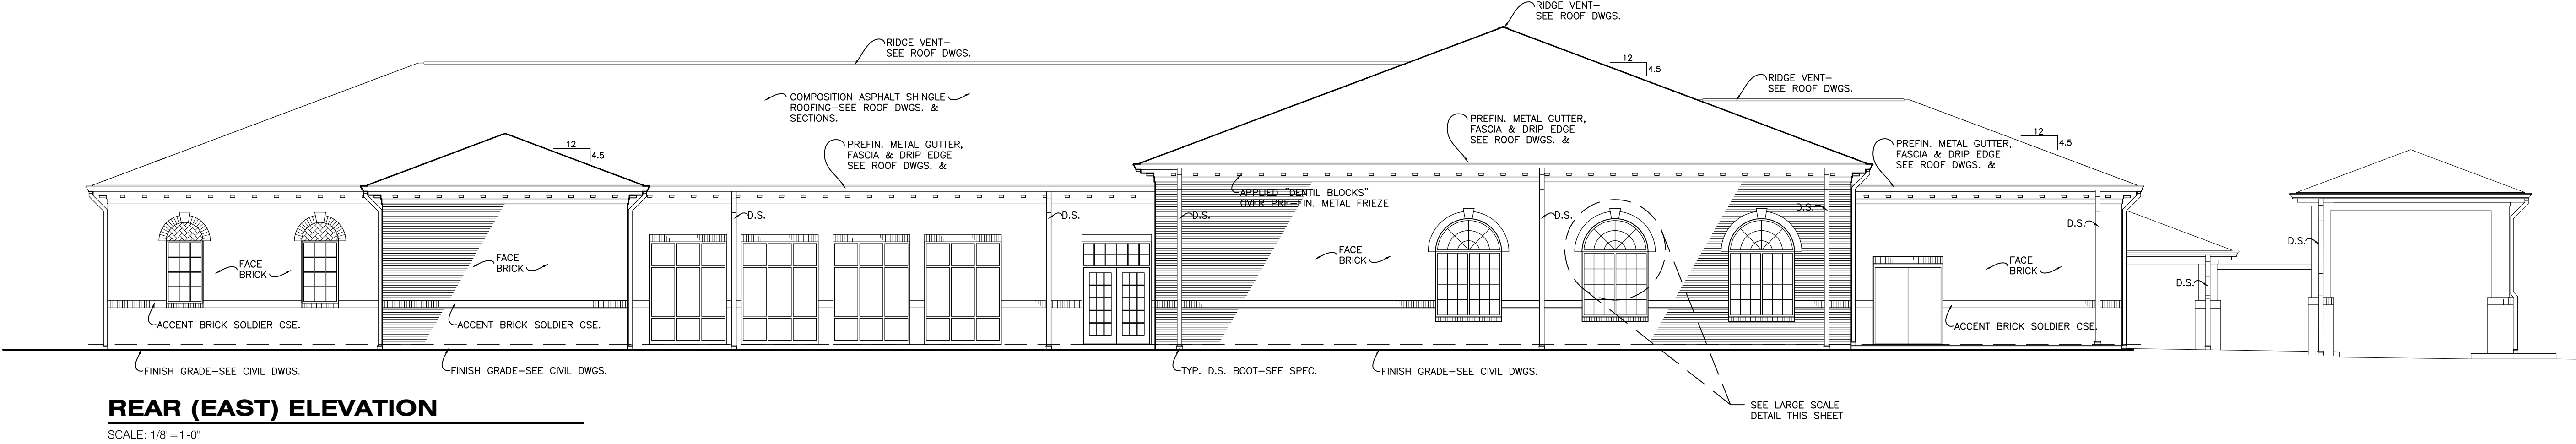 RIDGE VENT–
SEE ROOF DWGS.
RIDGE VENT–
SEE ROOF DWGS.
12
4.5
RIDGE VENT–
SEE ROOF DWGS.
COMPOSITION ASPHALT SHINGLE
ROOFING–SEE ROOF DWGS. &
SECTIONS.
PREFIN. METAL GUTTER,
FASCIA & DRIP EDGE
SEE ROOF DWGS. &
12
4.5
12
4.5
PREFIN. METAL GUTTER,
FASCIA & DRIP EDGE
SEE ROOF DWGS. &
PREFIN. METAL GUTTER,
FASCIA & DRIP EDGE
SEE ROOF DWGS. &
APPLIED "DENTIL BLOCKS"
OVER PRE–FIN. METAL FRIEZE
D.S.
D.S.
D.S.
D.S.
D.S.
D.S.
D.S.
D.S.
FACE
BRICK
FACE
BRICK
FACE
BRICK
FACE
BRICK
ACCENT BRICK SOLDIER CSE.
ACCENT BRICK SOLDIER CSE.
ACCENT BRICK SOLDIER CSE.
FINISH GRADE–SEE CIVIL DWGS.
FINISH GRADE–SEE CIVIL DWGS.
TYP. D.S. BOOT–SEE SPEC.
FINISH GRADE–SEE CIVIL DWGS.
SEE LARGE SCALE
DETAIL THIS SHEET
REAR (EAST) ELEVATION
SCALE: 1/8"=1'-0"